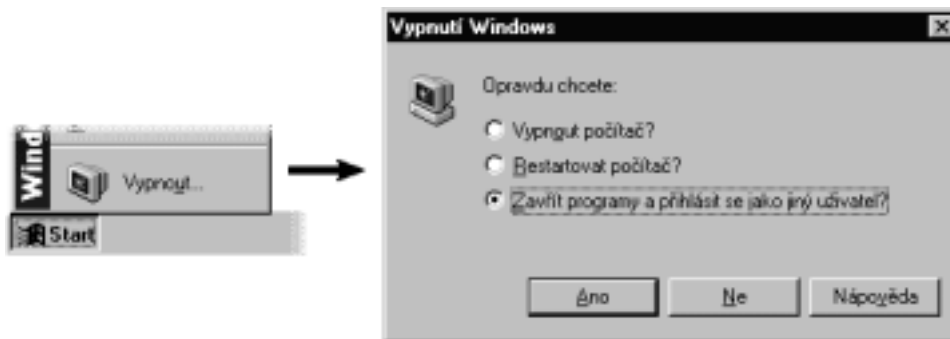 Wind
Vypnout...
Start
Vypnutí Windows
Opravdu chcete:
Vypnout počítač?
Restartovat počítač?
Zavřít programy a přihlásit se jako jiný uživatel?
Ano
Ne
Nápověda